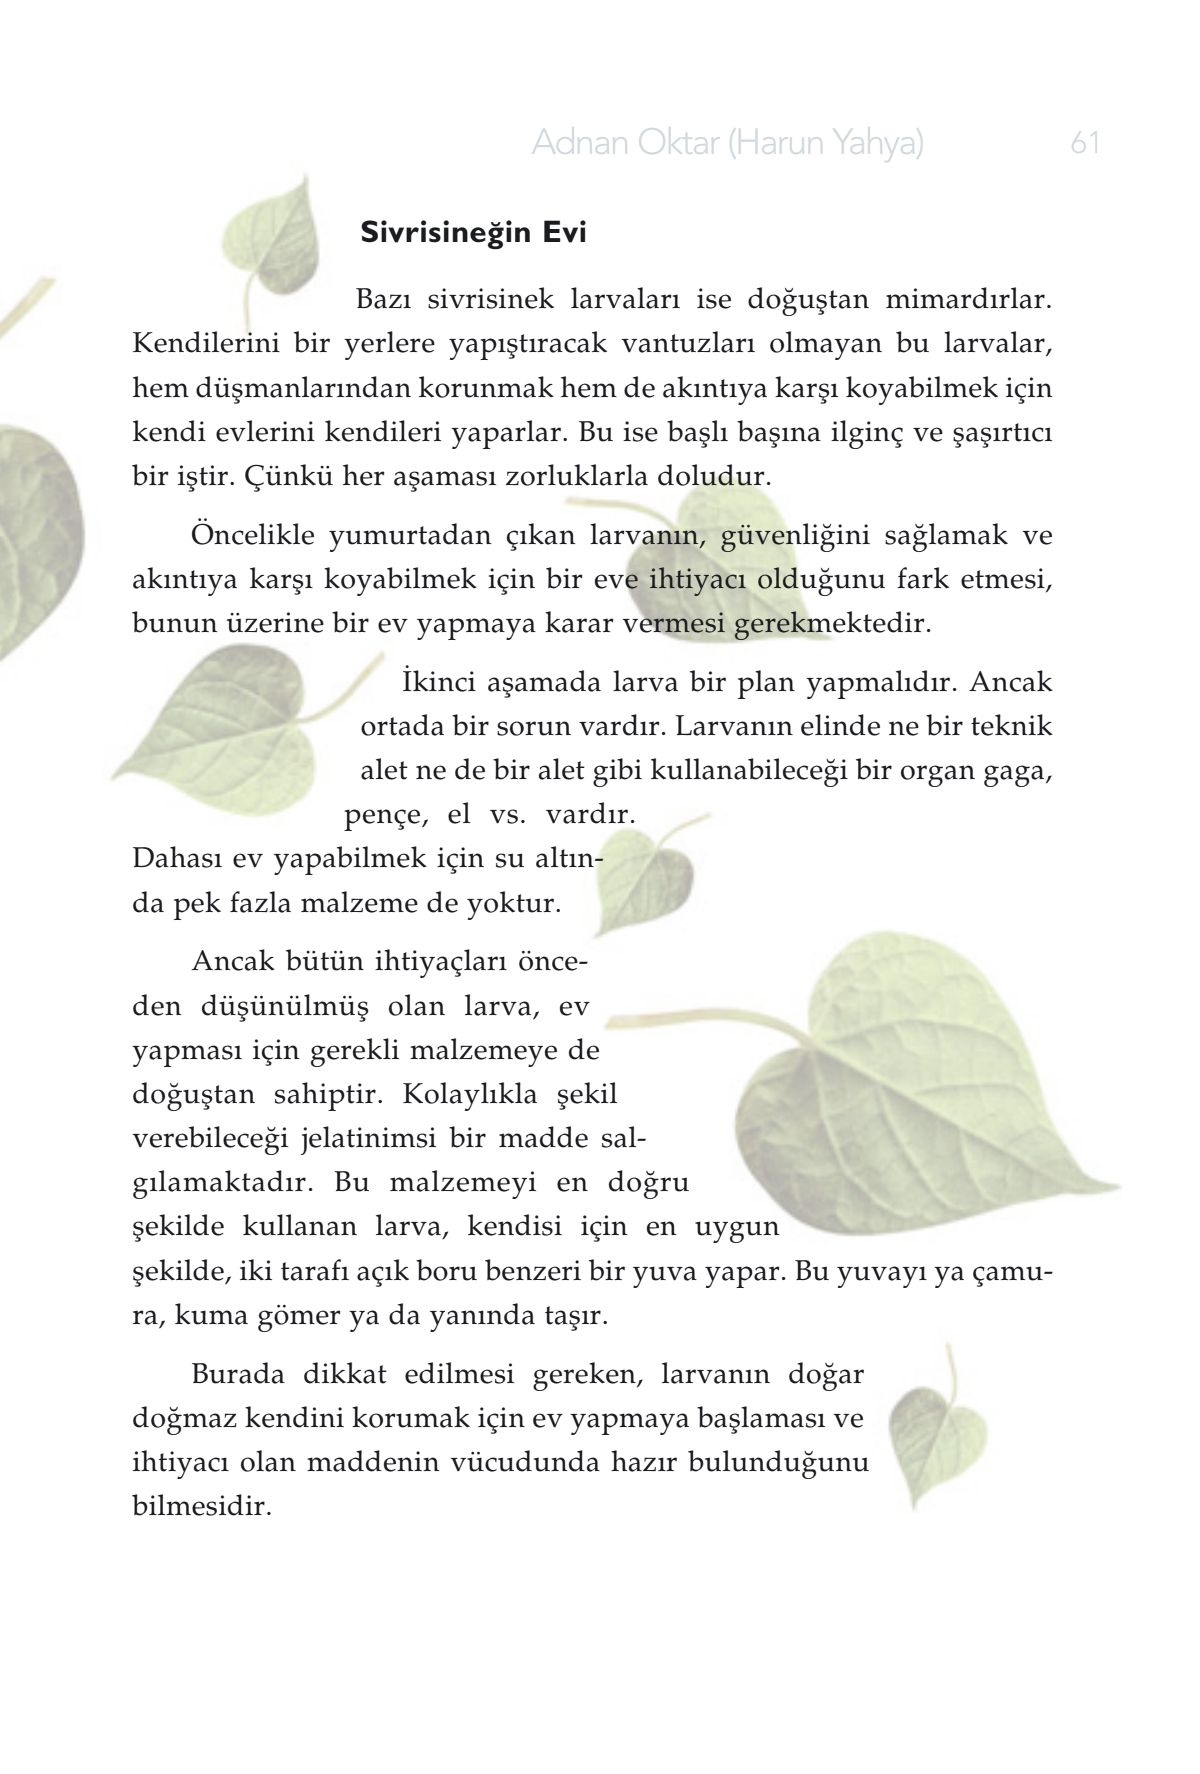 Adnan Oktar (Harun Yahya) 61
Sivrisineğin Evi
Bazı sivrisinek larvaları ise doğuştan mimardırlar.
Kendilerini bir yerlere yapıştıracak vantuzları olmayan bu larvalar,
hem düşmanlarından korunmak hem de akıntıya karşı koyabilmek için
kendi evlerini kendileri yaparlar. Bu ise başlı başına ilginç ve şaşırtıcı
bir iştir. Çünkü her aşaması zorluklarla doludur.
Öncelikle yumurtadan çıkan larvanın, güvenliğini sağlamak ve
akıntıya karşı koyabilmek için bir eve ihtiyacı olduğunu fark etmesi,
bunun üzerine bir ev yapmaya karar vermesi gerekmektedir.
İkinci aşamada larva bir plan yapmalıdır. Ancak
ortada bir sorun vardır. Larvanın elinde ne bir teknik
alet ne de bir alet gibi kullanabileceği bir organ gaga,
pençe, el vs. vardır.
Dahası ev yapabilmek için su altın-
da pek fazla malzeme de yoktur.
Ancak bütün ihtiyaçları önce-
den düşünülmüş olan larva, ev
yapması için gerekli malzemeye de
doğuştan sahiptir. Kolaylıkla şekil
verebileceği jelatinimsi bir madde sal-
gılamaktadır. Bu malzemeyi en doğru
şekilde kullanan larva, kendisi için en uygun
şekilde, iki tarafı açık boru benzeri bir yuva yapar. Bu yuvayı ya çamu-
ra, kuma gömer ya da yanında taşır.
Burada dikkat edilmesi gereken, larvanın doğar
doğmaz kendini korumak için ev yapmaya başlaması ve
ihtiyacı olan maddenin vücudunda hazır bulunduğunu
bilmesidir.